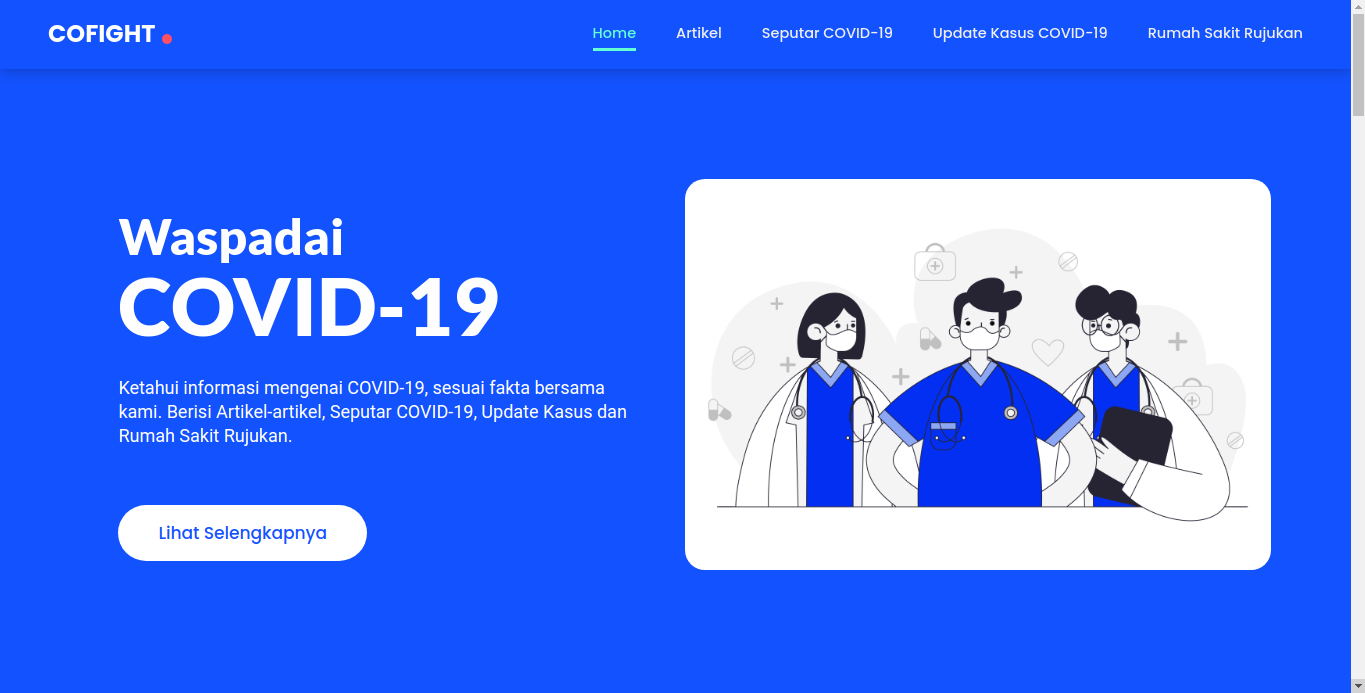 COFIGHT
Home Artikel Seputar COVID-19 Update Kasus COVID-19 Rumah Sakit Rujukan
Waspadai
COVID-19
Ketahui informasi mengenai COVID-19, sesuai fakta bersama
kami. Berisi Artikel-artikel, Seputar COVID-19, Update Kasus dan
Rumah Sakit Rujukan.
Lihat Selengkapnya